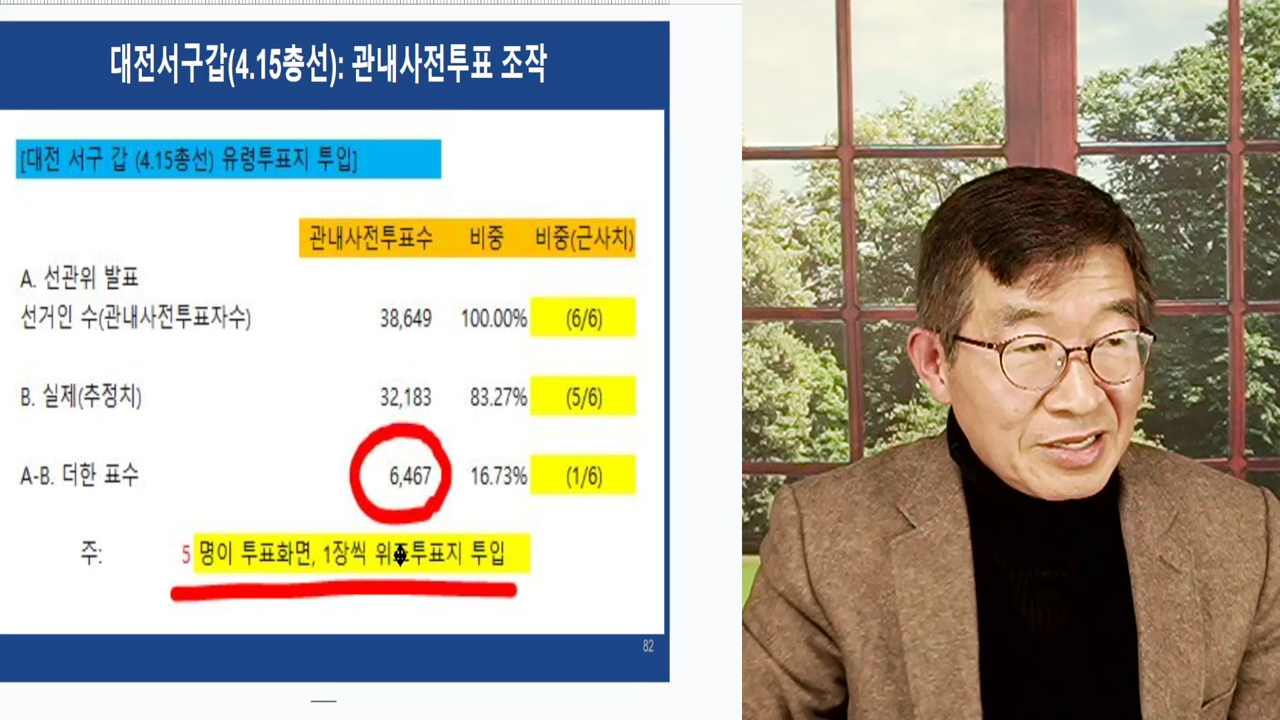 대전서구갑(4.15총선): 관내사전투표 조작
[대전 서구 갑 (4.15총선) 유령투표지 투입]
관내사전투표수 비중 비중(근사치)
A. 선관위 발표
선거인 수(관내사전투표자수) 38,649 100.00% (6/6)
B. 실제(추정치) 32,183 83.27% (5/6)
A-B. 더한 표수 6,467 16.73% (1/6)
주: 5 명이 투표화면, 1장씩 위조투표지 투입
82